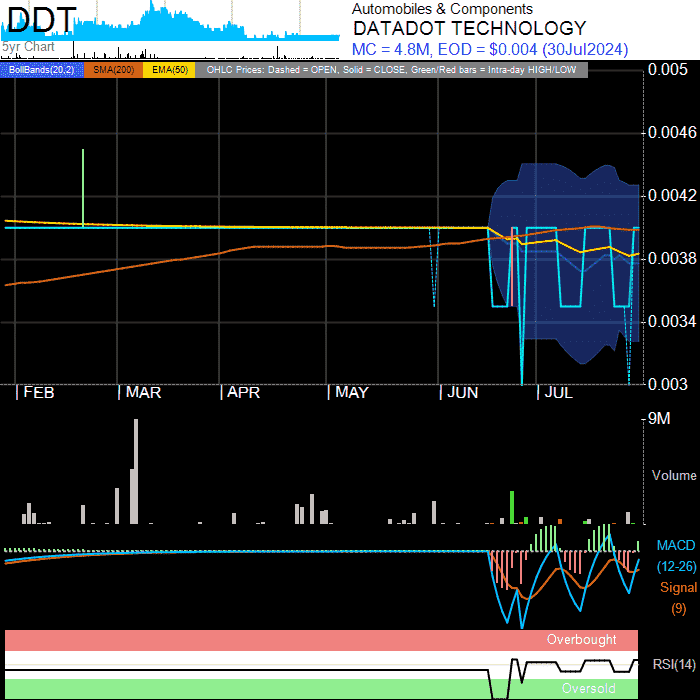 DDT
5yr Chart
Automobiles & Components
DATADOT TECHNOLOGY
MC = 4.8M, EOD = $0.004 (30Jul2024)
BollBands(20,2) SMA(200) EMA(50) OHLC Prices: Dashed = OPEN, Solid = CLOSE, Green/Red bars = Intra-day HIGH/LOW
0.005
0.0046
0.0042
0.0038
0.0034
0.003
FEB MAR APR MAY JUN JUL
9M
Volume
MACD
(12-26)
Signal
(9)
Overbought
RSI(14)
Oversold